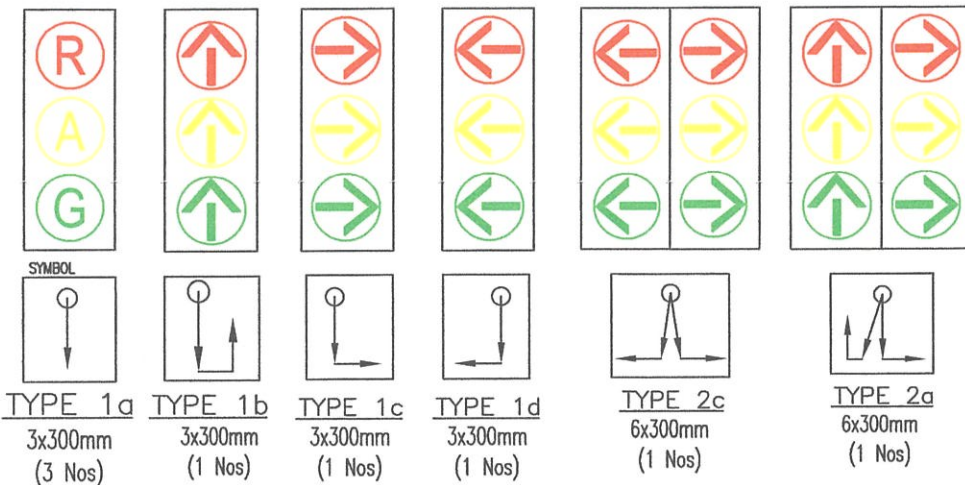 R
A
G
SYMBOL
TYPE 1a
3x300mm
(3 Nos)
TYPE 1b
3x300mm
(1 Nos)
TYPE 1c
3x300mm
(1 Nos)
TYPE 1d
3x300mm
(1 Nos)
TYPE 2c
6x300mm
(1 Nos)
TYPE 2a
6x300mm
(1 Nos)